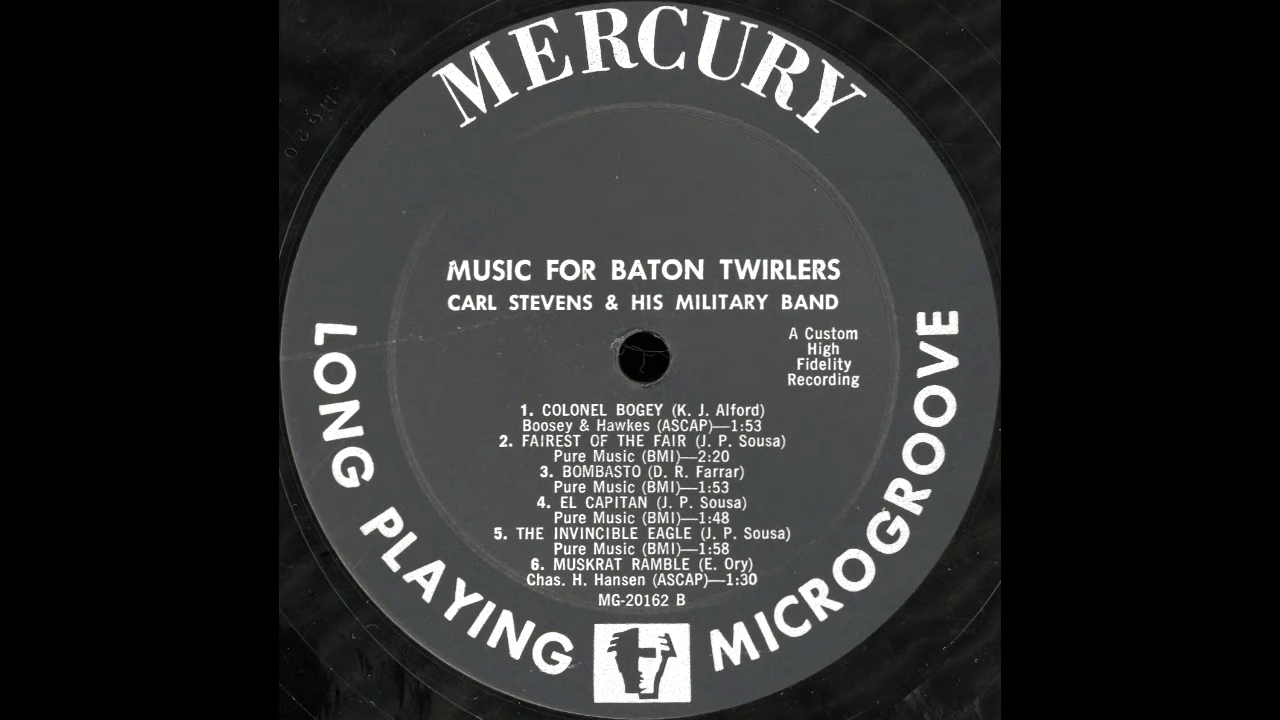 MERCURY
MUSIC FOR BATON TWIRLERS
CARL STEVENS & HIS MILITARY BAND
A Custom
High
Fidelity
Recording
1. COLONEL BOGEY (K. J. Alford)
Boosey & Hawkes (ASCAP)—1:53
2. FAIREST OF THE FAIR (J. P. Sousa)
Pure Music (BMI)—2:20
3. BOMBASTO (D. R. Farrar)
Pure Music (BMI)—1:53
4. EL CAPITAN (J. P. Sousa)
Pure Music (BMI)—1:48
5. THE INVINCIBLE EAGLE (J. P. Sousa)
Pure Music (BMI)—1:58
6. MUSKRAT RAMBLE (E. Ory)
Chas. H. Hansen (ASCAP)—1:30
MG-20162 B
LONG PLAYING MICROGROOVE